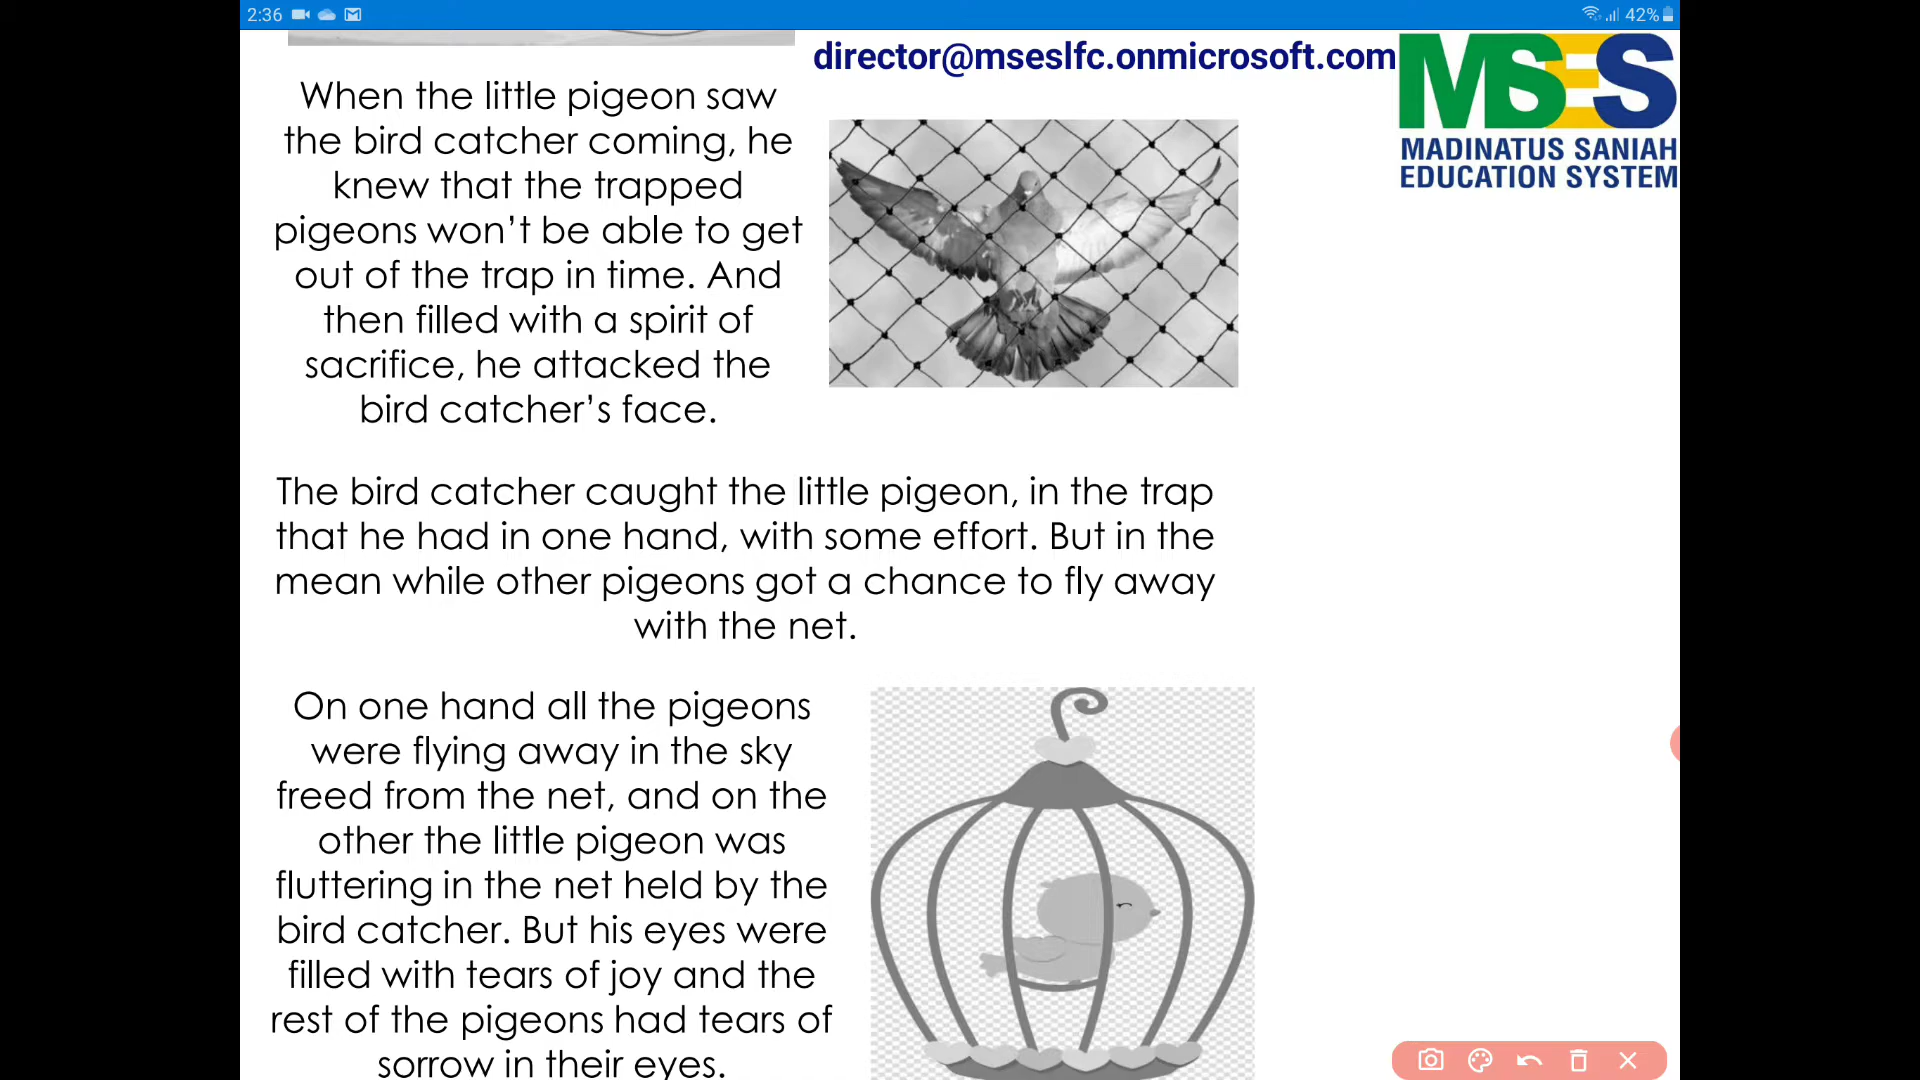 2:36
42%
director@mseslfc.onmicrosoft.com
MSES
MADINATUS SANIAH
EDUCATION SYSTEM
When the little pigeon saw
the bird catcher coming, he
knew that the trapped
pigeons won't be able to get
out of the trap in time. And
then filled with a spirit of
sacrifice, he attacked the
bird catcher's face.
The bird catcher caught the little pigeon, in the trap
that he had in one hand, with some effort. But in the
mean while other pigeons got a chance to fly away
with the net.
On one hand all the pigeons
were flying away in the sky
freed from the net, and on the
other the little pigeon was
fluttering in the net held by the
bird catcher. But his eyes were
filled with tears of joy and the
rest of the pigeons had tears of
sorrow in their eyes.